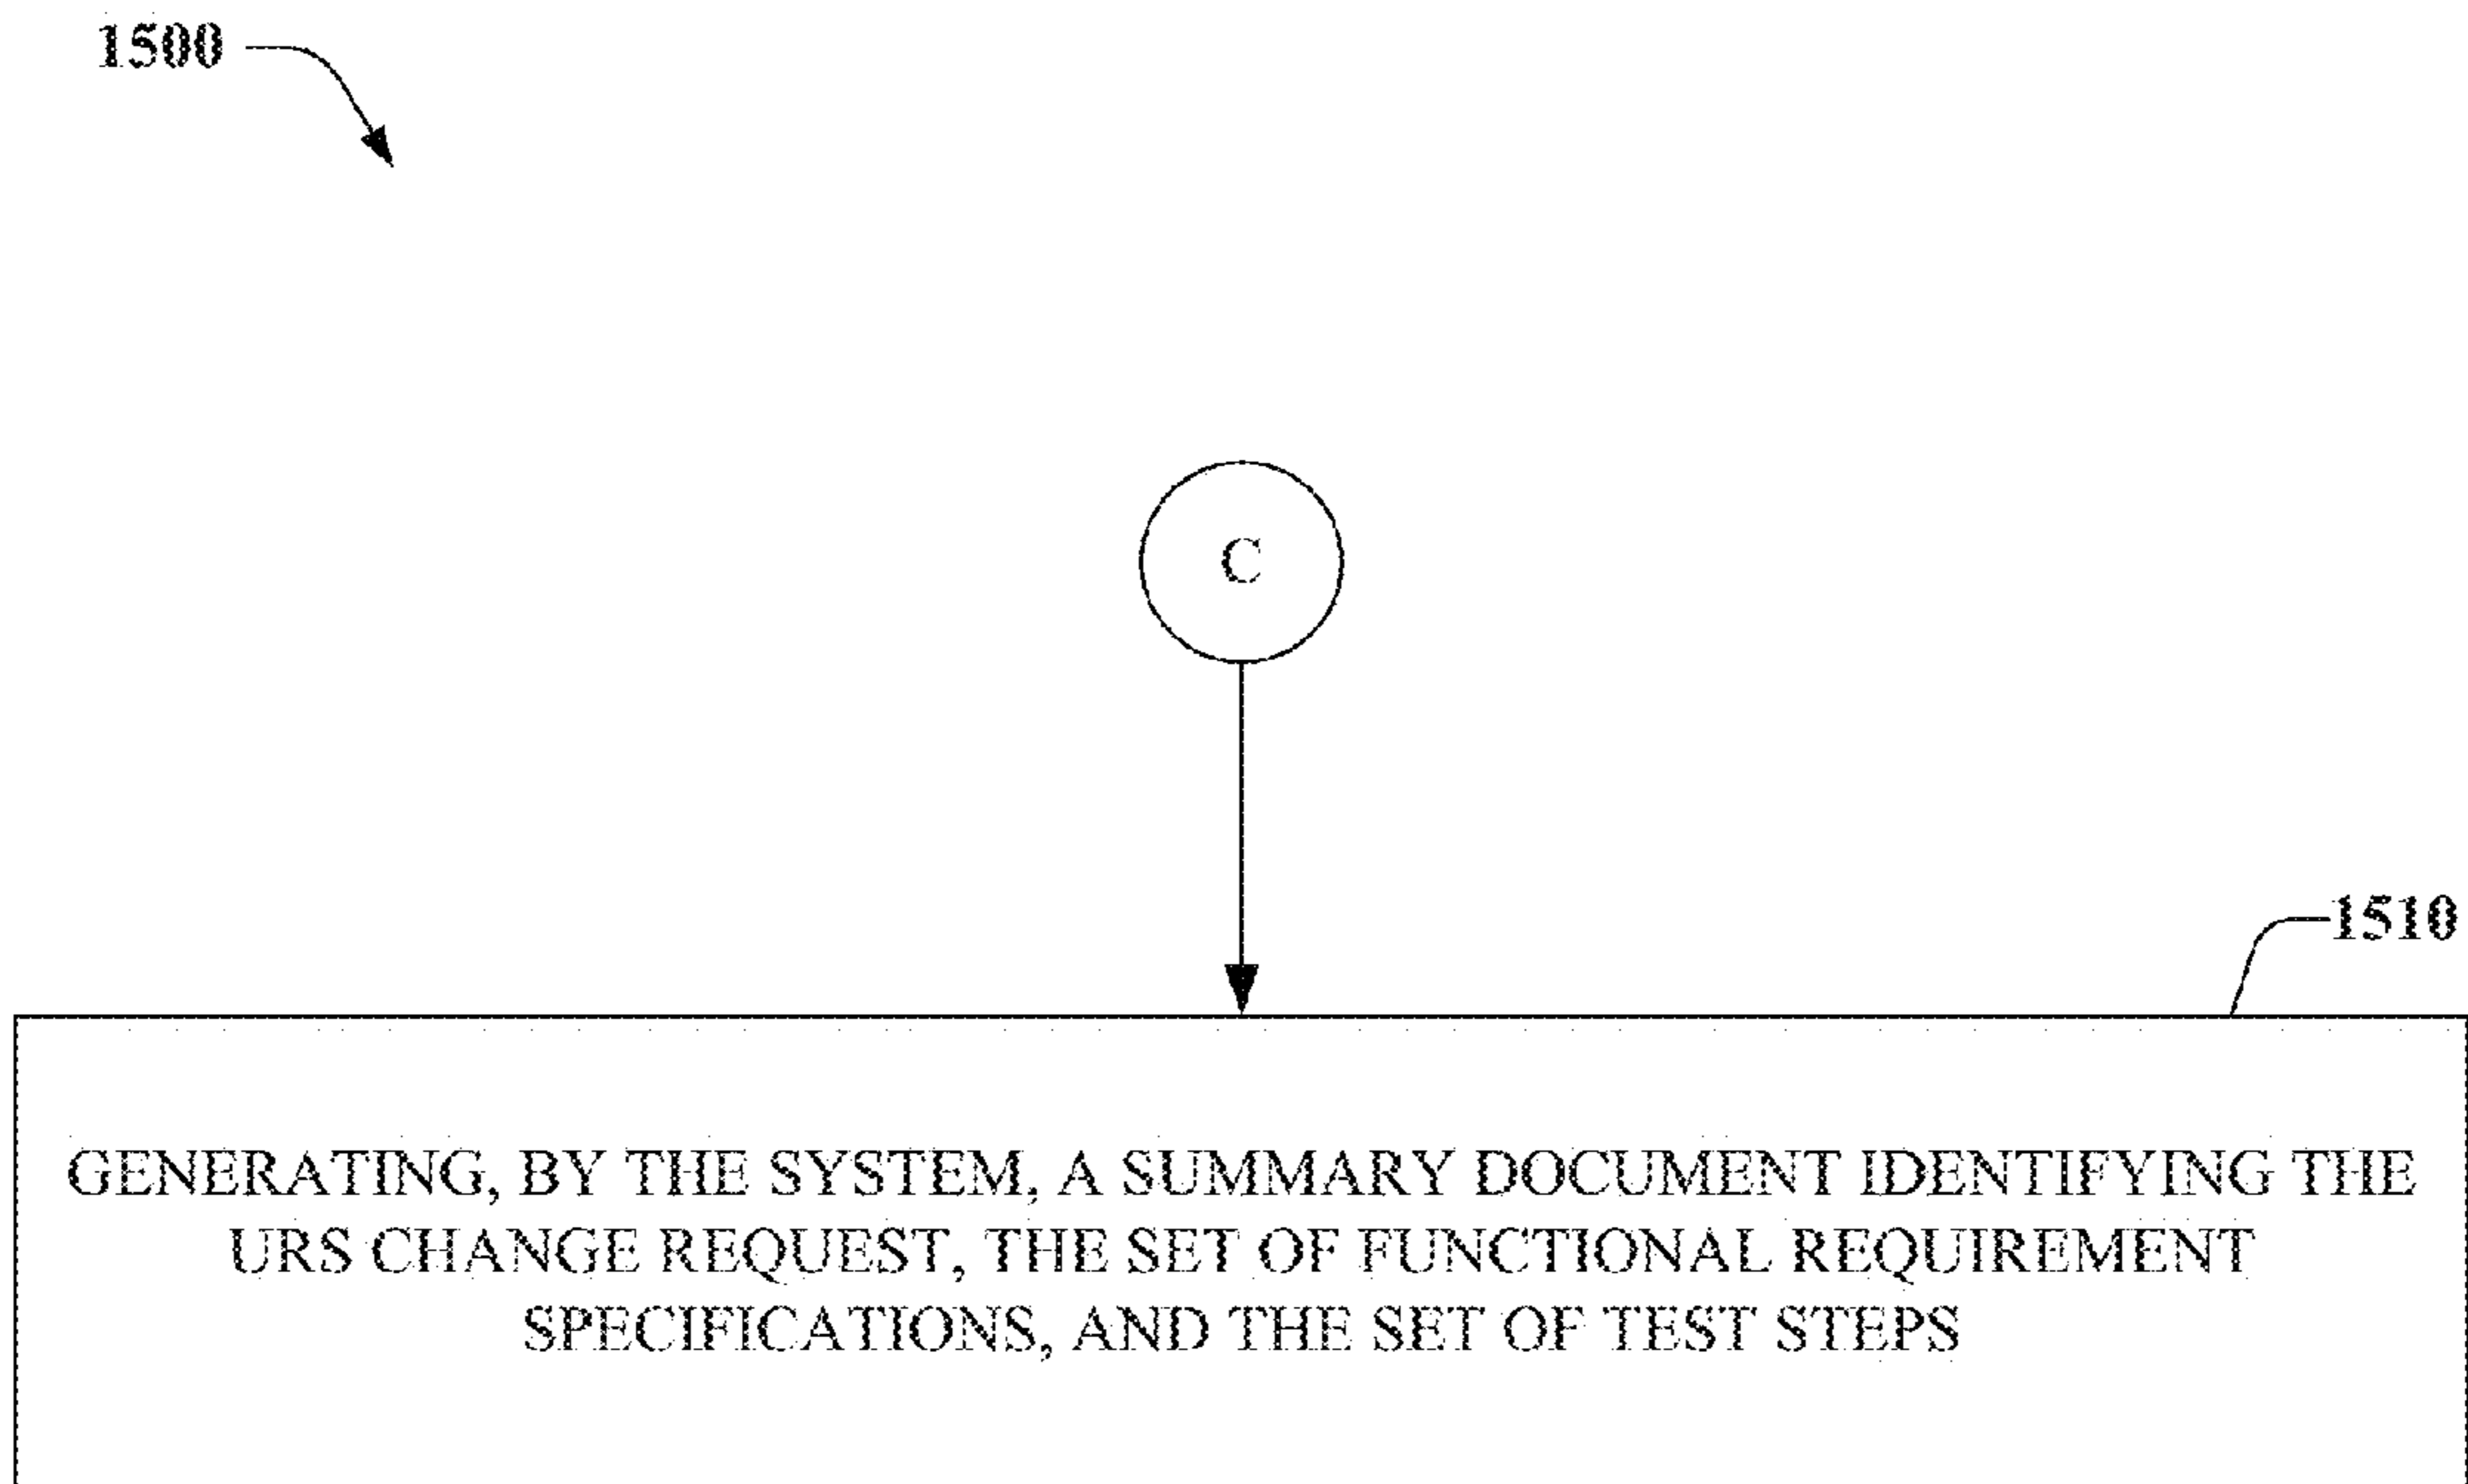 1500
C
1510
GENERATING, BY THE SYSTEM, A SUMMARY DOCUMENT IDENTIFYING THE
URS CHANGE REQUEST, THE SET OF FUNCTIONAL REQUIREMENT
SPECIFICATIONS, AND THE SET OF TEST STEPS